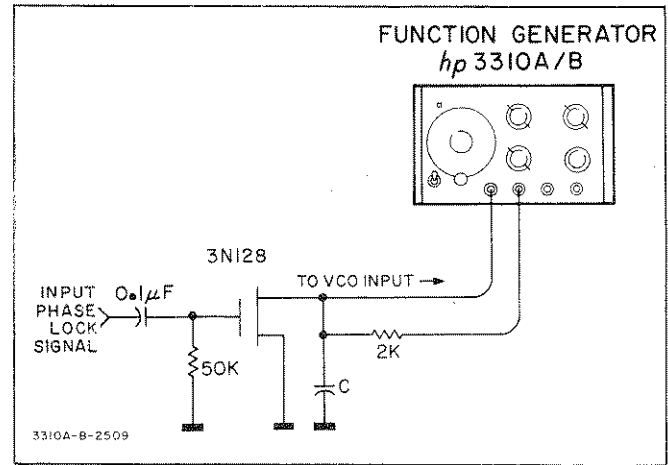 FUNCTION GENERATOR
hp 3310A/B
3N128
TO VCO INPUT →
INPUT
PHASE
LOCK
SIGNAL
0.1μF
50K
2K
C
3310A-B-2509